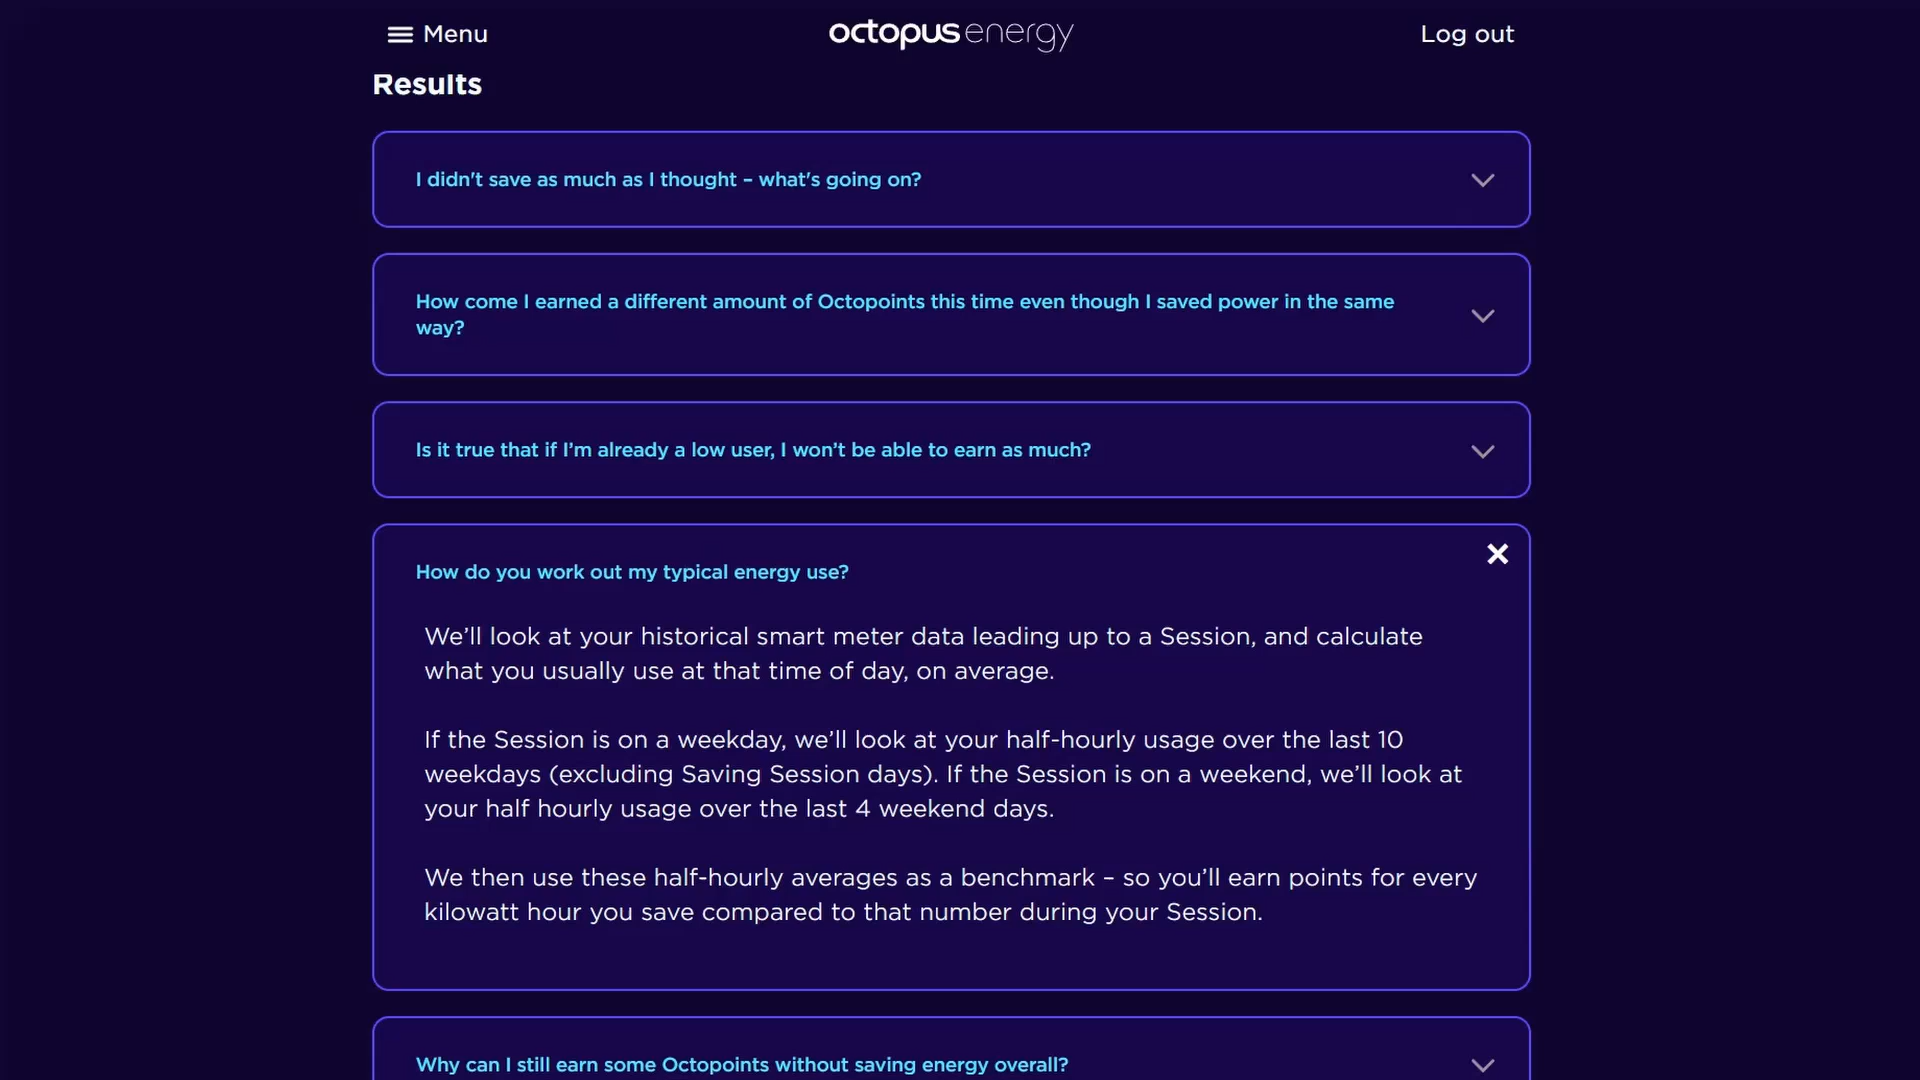 Menu
octopus energy
Log out
Results
I didn't save as much as I thought – what's going on?
How come I earned a different amount of Octopoints this time even though I saved power in the same
way?
Is it true that if I’m already a low user, I won’t be able to earn as much?
How do you work out my typical energy use?
We’ll look at your historical smart meter data leading up to a Session, and calculate
what you usually use at that time of day, on average.
If the Session is on a weekday, we’ll look at your half-hourly usage over the last 10
weekdays (excluding Saving Session days). If the Session is on a weekend, we’ll look at
your half hourly usage over the last 4 weekend days.
We then use these half-hourly averages as a benchmark – so you’ll earn points for every
kilowatt hour you save compared to that number during your Session.
Why can I still earn some Octopoints without saving energy overall?